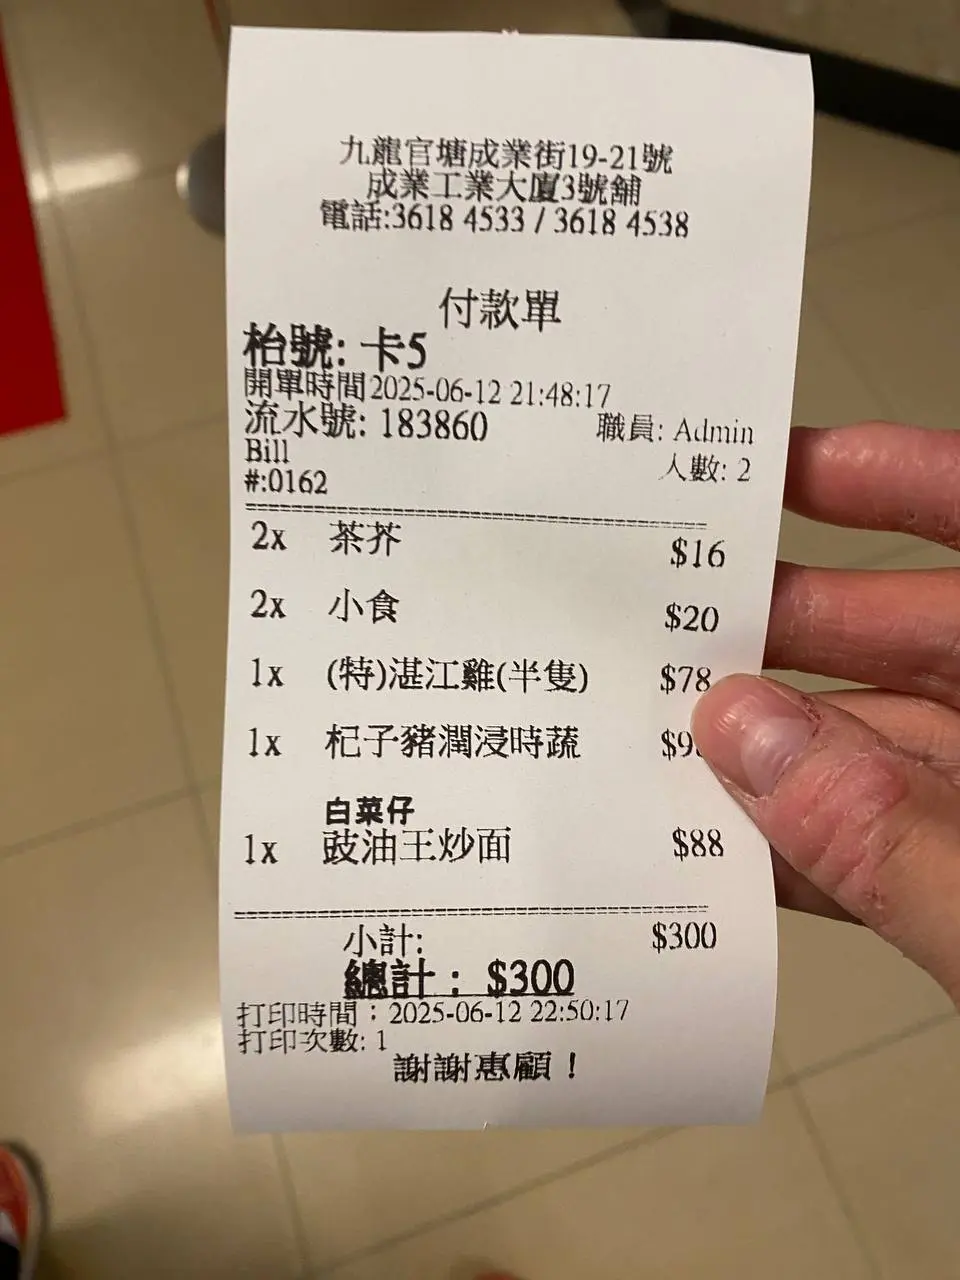 九龍官塘成業街19-21號
成業工業大廈3號舖
電話:3618 4533 / 3618 4538
付款單
枱號: 卡5
開單時間2025-06-12 21:48:17
流水號: 183860 職員: Admin
Bill
#:0162 人數: 2
2x 茶芥 $16
2x 小食 $20
1x (特)湛江雞(半隻) $78
1x 杞子豬潤浸時蔬
白菜仔
1x 豉油王炒面 $88
小計: $300
總計： $300
打印時間：2025-06-12 22:50:17
打印次數: 1
謝謝惠顧！